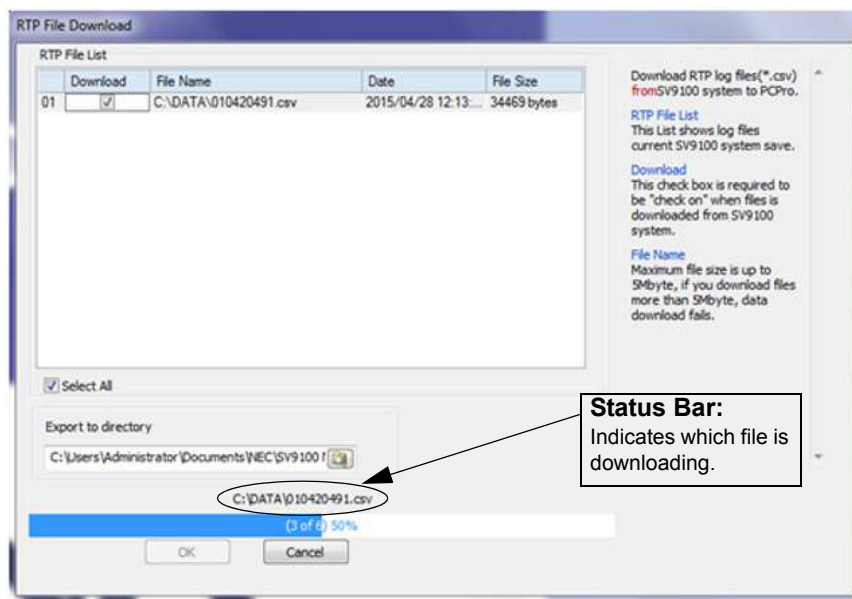 RTP File Download
RTP File List
Download File Name Date File Size
01 C:\DATA\010420491.csv 2015/04/28 12:13:... 34469 bytes
Select All
Export to directory
C:\Users\Administrator\Documents\NEC\SV9100
C:\DATA\010420491.csv
(3 of 6) 50%
OK Cancel
Download RTP log files(*.csv)
fromSV9100 system to PCPro.
RTP File List
This List shows log files
current SV9100 system save.
Download
This check box is required to
be "check on" when files is
downloaded from SV9100
system.
File Name
Maximum file size is up to
5Mbyte, if you download files
more than 5Mbyte, data
download fails.
Status Bar:
Indicates which file is
downloading.